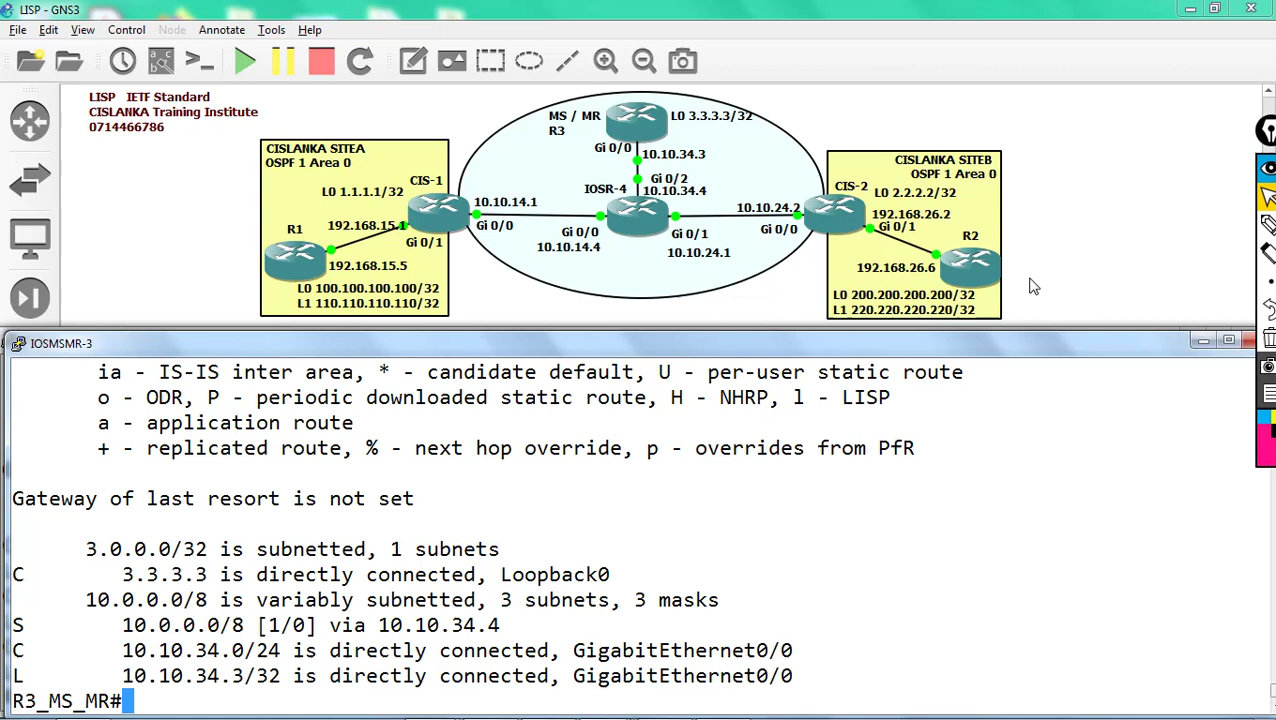 LISP - GNS3
File Edit View Control Node Annotate Tools Help
LISP IETF Standard
CISLANKA Training Institute
0714466786
CISLANKA SITEA
OSPF 1 Area 0
CIS-1
L0 1.1.1.1/32
192.168.15.1
Gi 0/1
R1
192.168.15.5
L0 100.100.100.100/32
L1 110.110.110.110/32
MS / MR
R3
L0 3.3.3.3/32
Gi 0/0
10.10.34.3
Gi 0/2
10.10.34.4
IOSR-4
10.10.14.1
Gi 0/0
Gi 0/0
10.10.14.4
Gi 0/1
10.10.24.1
10.10.24.2
Gi 0/0
CISLANKA SITEB
OSPF 1 Area 0
CIS-2
L0 2.2.2.2/32
192.168.26.2
Gi 0/1
R2
192.168.26.6
L0 200.200.200.200/32
L1 220.220.220.220/32
IOSMSMR-3
ia - IS-IS inter area, * - candidate default, U - per-user static route
o - ODR, P - periodic downloaded static route, H - NHRP, l - LISP
a - application route
+ - replicated route, % - next hop override, p - overrides from PfR
Gateway of last resort is not set
3.0.0.0/32 is subnetted, 1 subnets
C 3.3.3.3 is directly connected, Loopback0
10.0.0.0/8 is variably subnetted, 3 subnets, 3 masks
S 10.0.0.0/8 [1/0] via 10.10.34.4
C 10.10.34.0/24 is directly connected, GigabitEthernet0/0
L 10.10.34.3/32 is directly connected, GigabitEthernet0/0
R3_MS_MR#